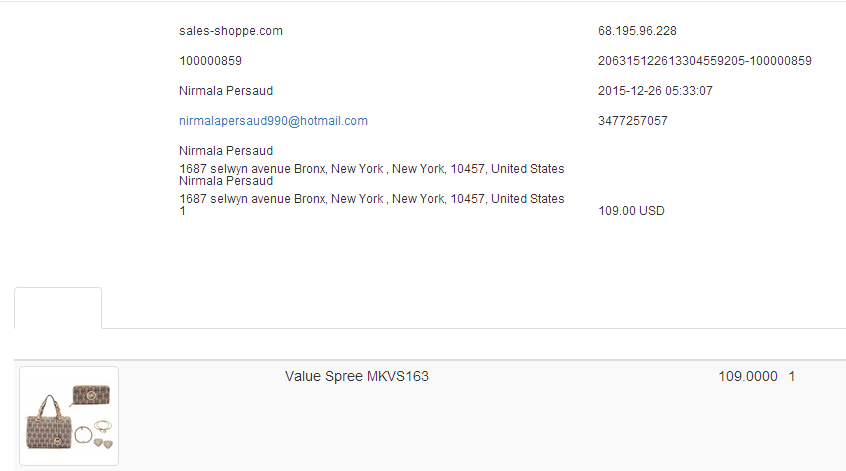 sales-shoppe.com 68.195.96.228
100000859 206315122613304559205-100000859
Nirmala Persaud 2015-12-26 05:33:07
nirmalapersaud990@hotmail.com 3477257057
Nirmala Persaud
1687 selwyn avenue Bronx, New York , New York, 10457, United States
Nirmala Persaud
1687 selwyn avenue Bronx, New York , New York, 10457, United States
1 109.00 USD
Value Spree MKVS163 109.0000 1